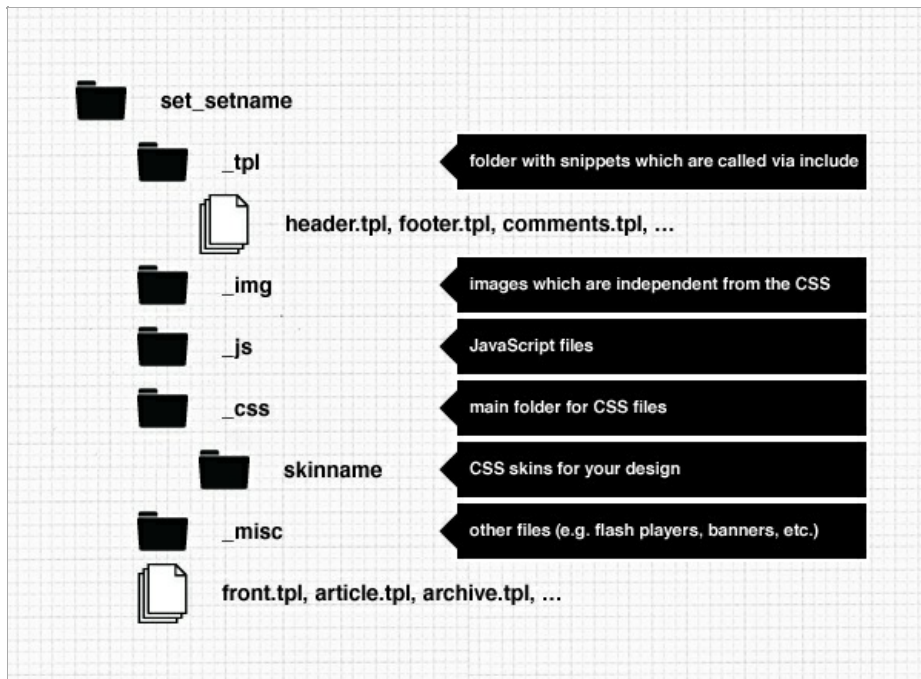 set_setname
_tpl
folder with snippets which are called via include
header.tpl, footer.tpl, comments.tpl, ...
_img
images which are independent from the CSS
_js
JavaScript files
_css
main folder for CSS files
skinname
CSS skins for your design
_misc
other files (e.g. flash players, banners, etc.)
front.tpl, article.tpl, archive.tpl, ...